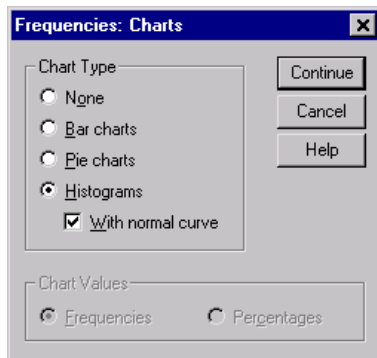 Frequencies: Charts
Chart Type
None
Bar charts
Pie charts
Histograms
With normal curve
Continue
Cancel
Help
Chart Values
Frequencies
Percentages